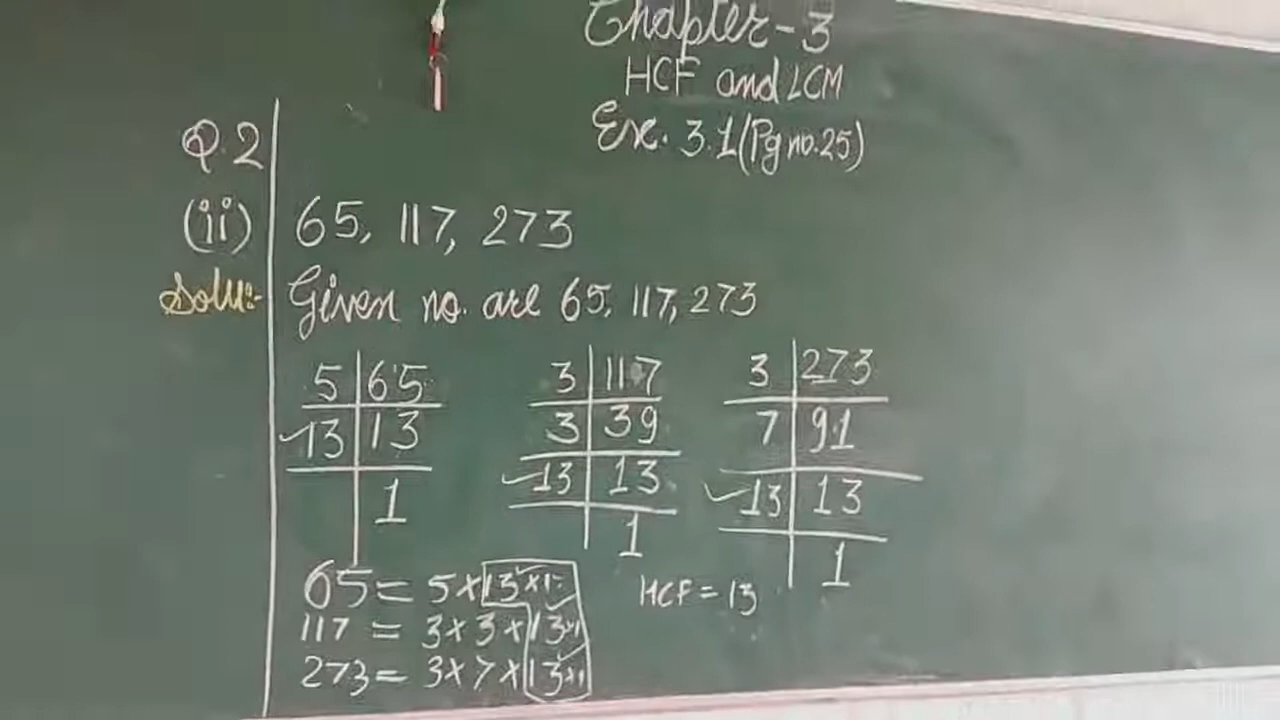 Chapter-3
HCF and LCM
Ex. 3.1(Pg no.25)
Q.2
(ii) 65, 117, 273
Solu:- Given no. are 65, 117, 273
5 | 65
13 | 13
1
3 | 117
3 | 39
13 | 13
1
3 | 273
7 | 91
13 | 13
1
65 = 5 × 13 × 1
117 = 3 × 3 × 13 × 1
273 = 3 × 7 × 13 × 1
HCF = 13